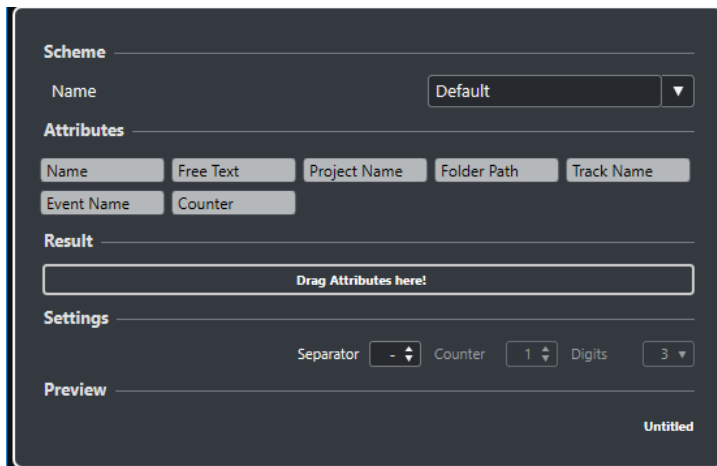 Scheme
Name Default
Attributes
Name Free Text Project Name Folder Path Track Name
Event Name Counter
Result
Drag Attributes here!
Settings
Separator - Counter 1 Digits 3
Preview
Untitled